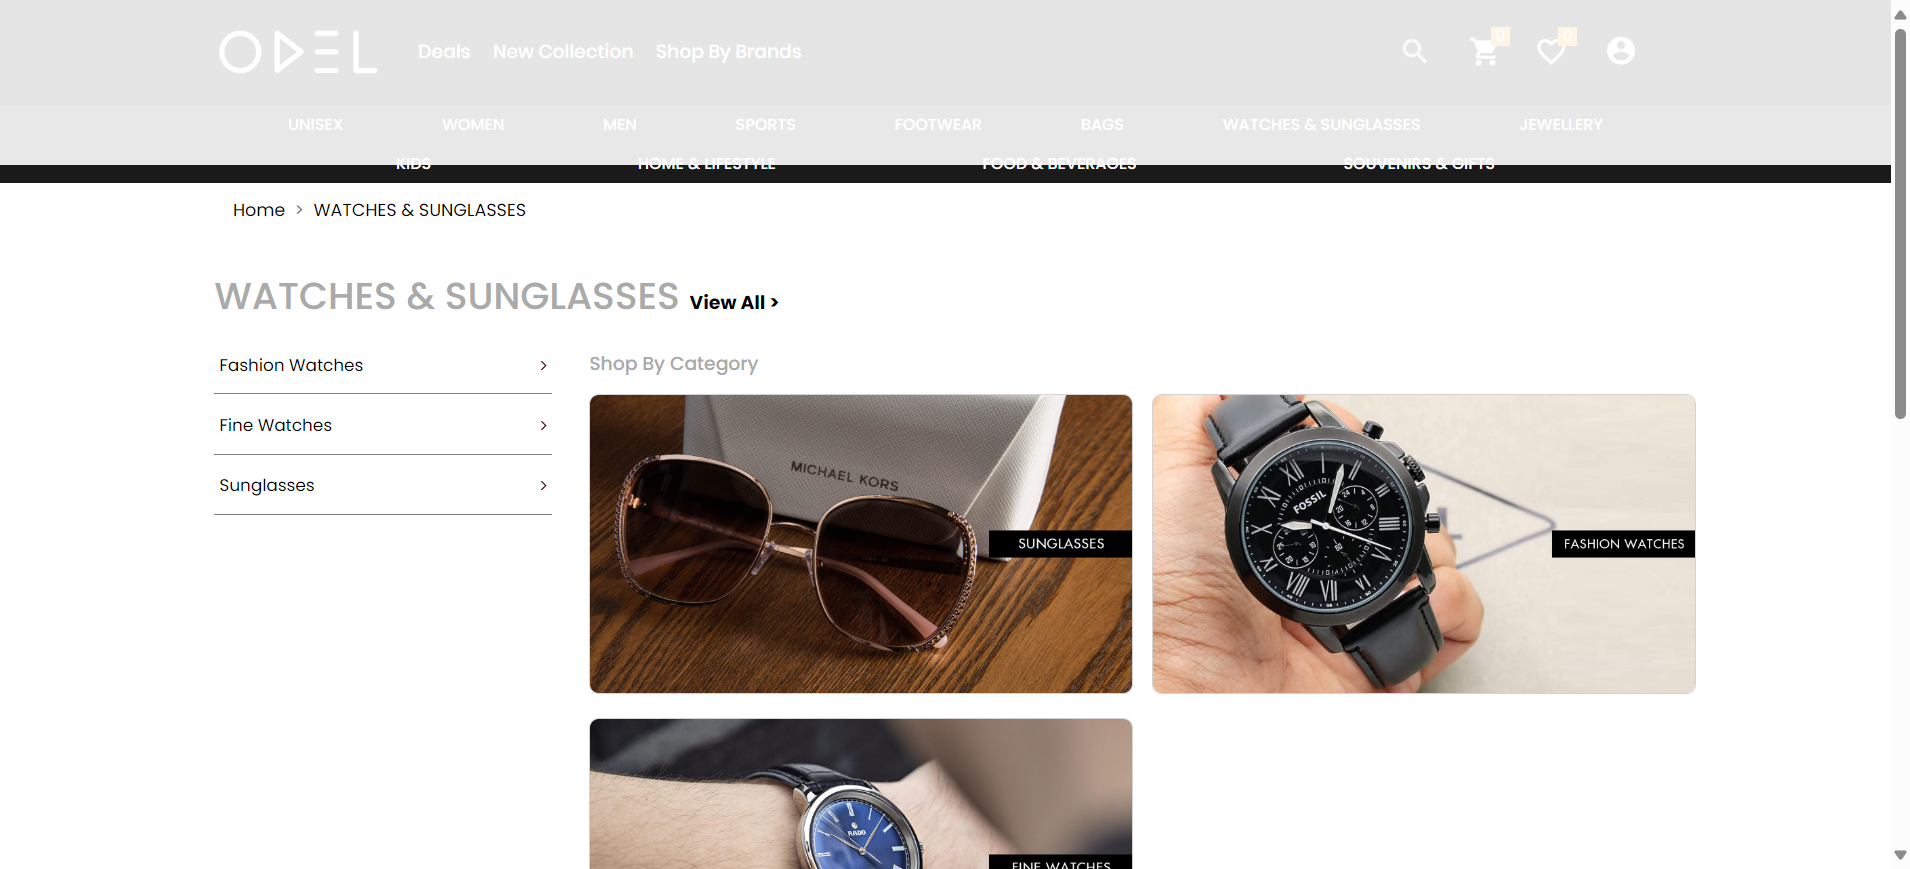 ODEL
Deals New Collection Shop By Brands
0 0
UNISEX WOMEN MEN SPORTS FOOTWEAR BAGS WATCHES & SUNGLASSES JEWELLERY
KIDS HOME & LIFESTYLE FOOD & BEVERAGES SOUVENIRS & GIFTS
Home > WATCHES & SUNGLASSES
WATCHES & SUNGLASSES View All >
Fashion Watches
Fine Watches
Sunglasses
Shop By Category
MICHAEL KORS
SUNGLASSES
FOSSIL
FASHION WATCHES
RADO
FINE WATCHES